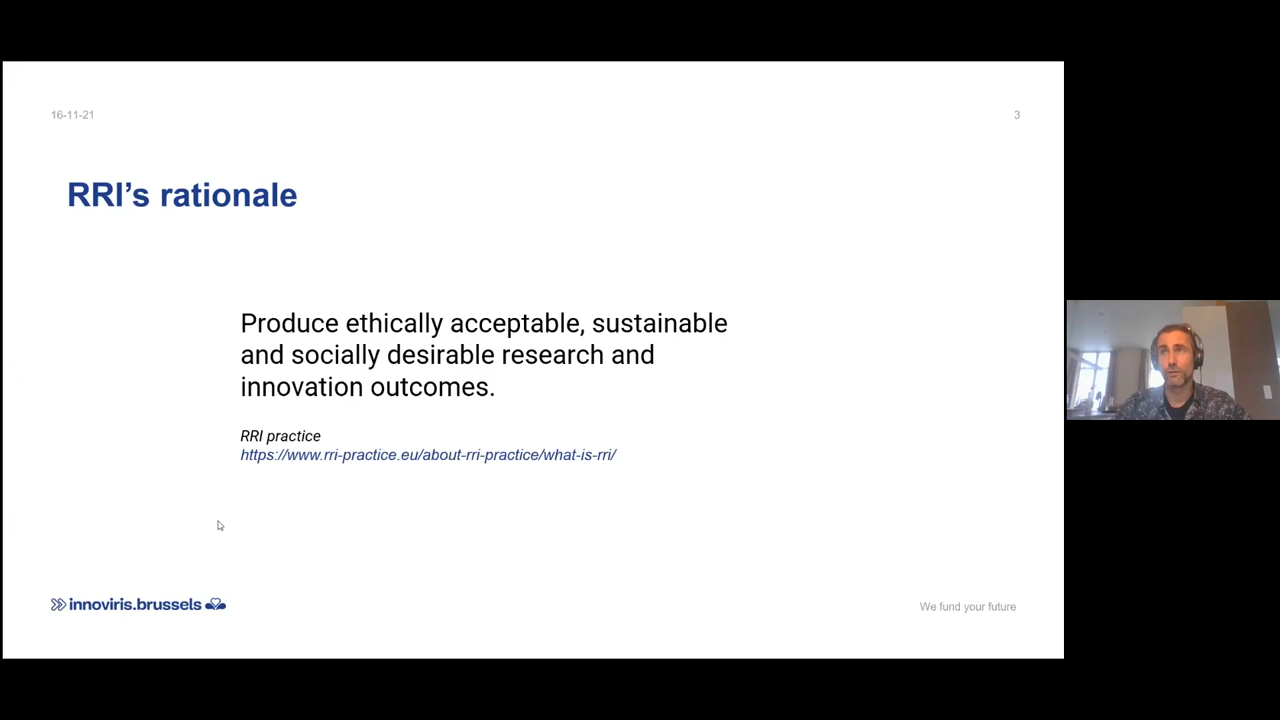 16-11-21
3
RRI’s rationale
Produce ethically acceptable, sustainable
and socially desirable research and
innovation outcomes.
RRI practice
https://www.rri-practice.eu/about-rri-practice/what-is-rri/
innoviris.brussels
We fund your future